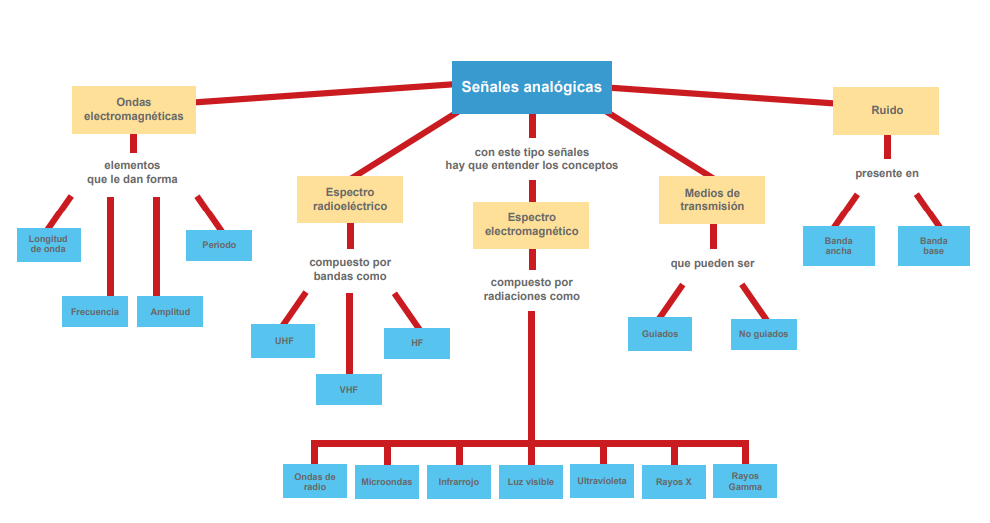 Señales analógicas
Ondas
electromagnéticas
Ruido
elementos
que le dan forma
con este tipo señales
hay que entender los conceptos
presente en
Espectro
radioeléctrico
Medios de
transmisión
Espectro
electromagnético
Longitud
de onda
Periodo
Banda
ancha
Banda
base
compuesto por
bandas como
que pueden ser
compuesto por
radiaciones como
Frecuencia
Amplitud
UHF
HF
VHF
Guiados
No guiados
Ondas de
radio
Microondas
Infrarrojo
Luz visible
Ultravioleta
Rayos X
Rayos
Gamma